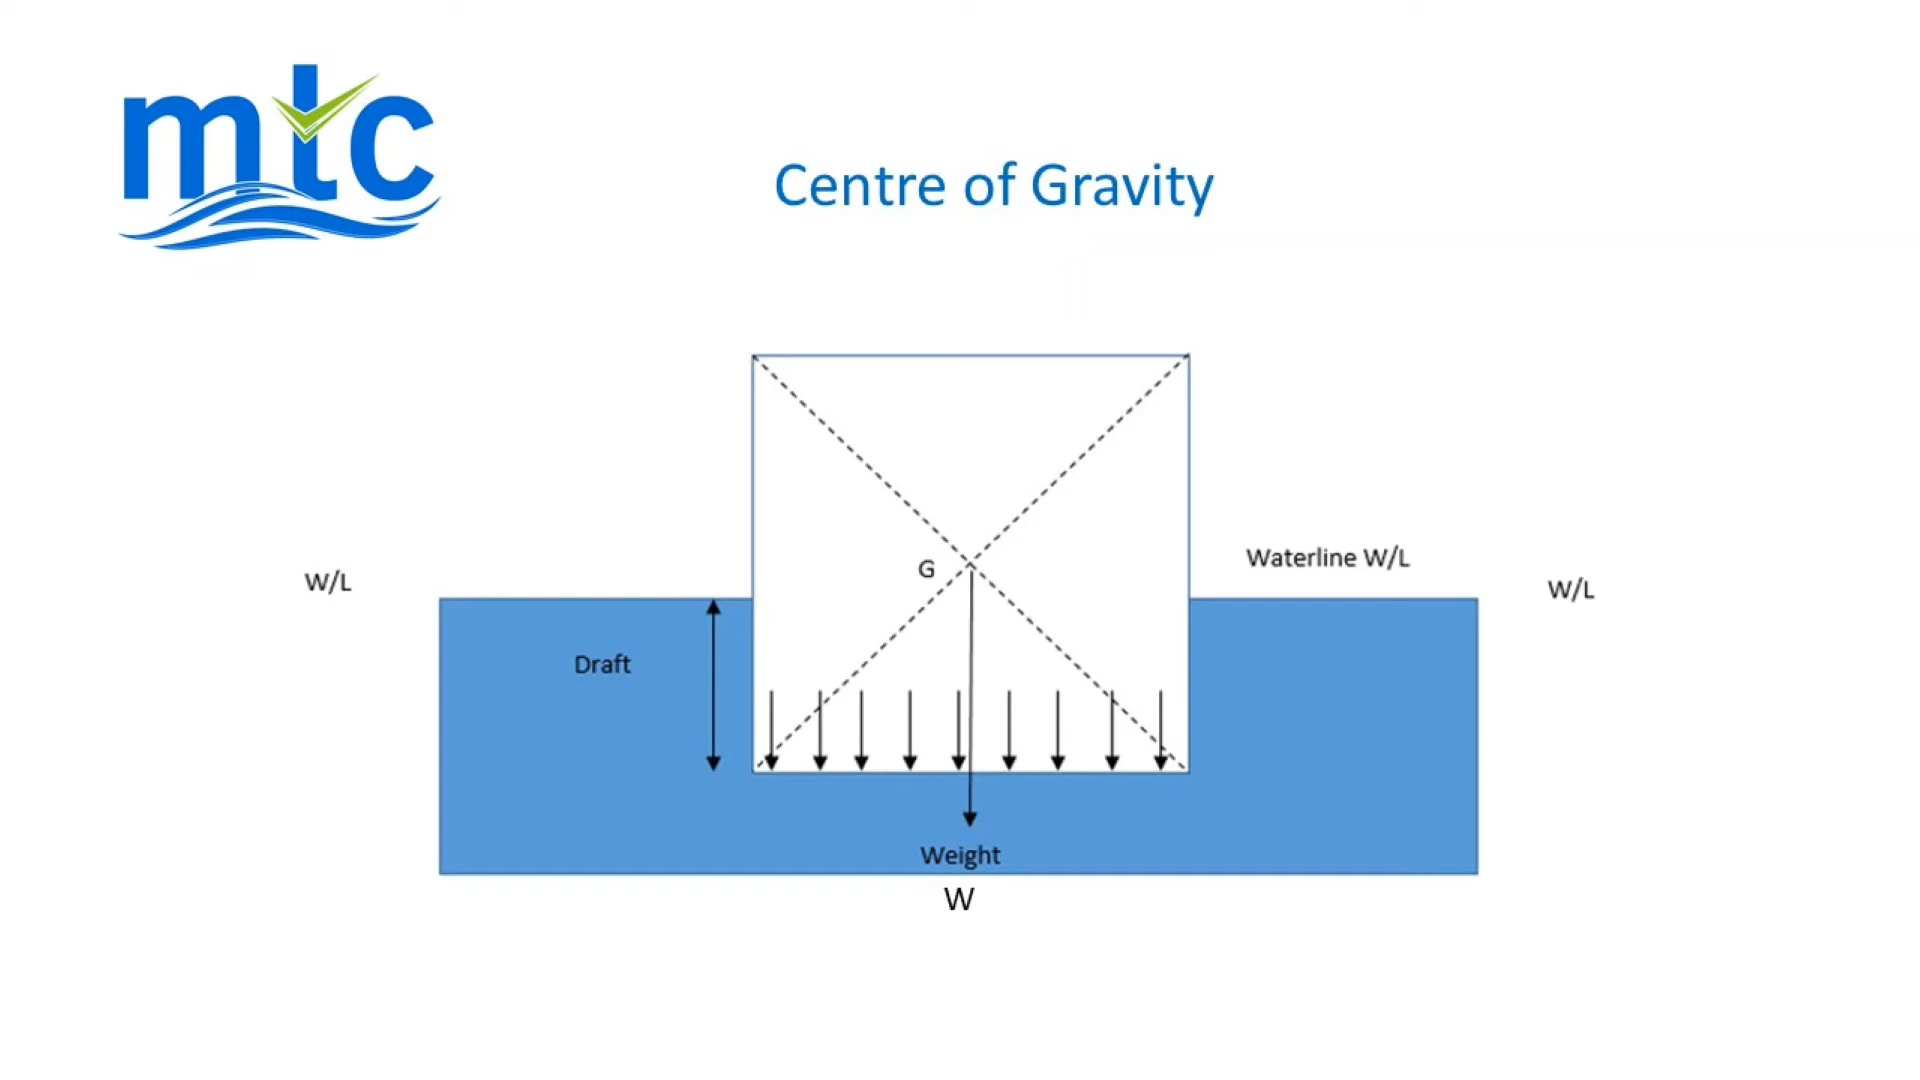 mtc
Centre of Gravity
G
Waterline W/L
W/L
W/L
Draft
Weight
W